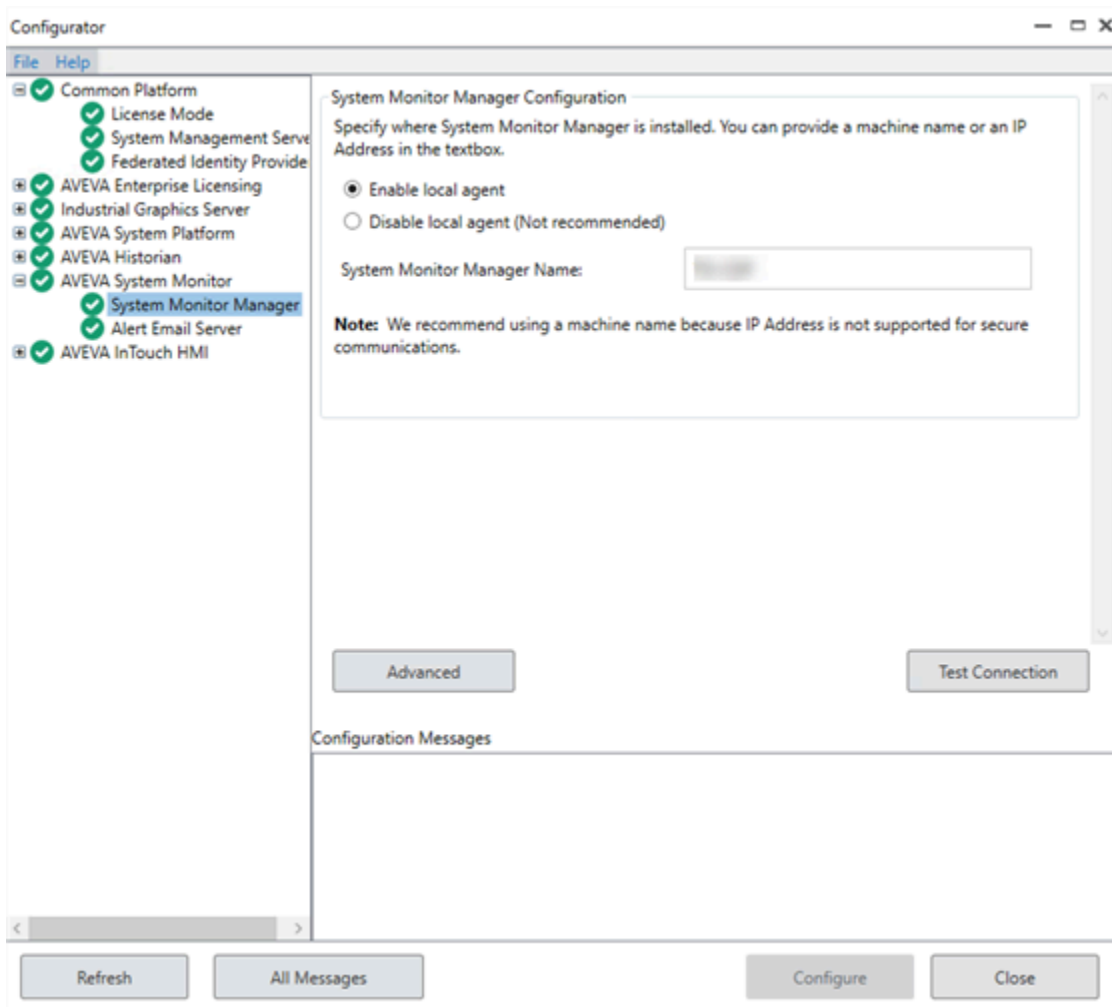 Configurator
File Help
Common Platform
License Mode
System Management Serve
Federated Identity Provide
AVEVA Enterprise Licensing
Industrial Graphics Server
AVEVA System Platform
AVEVA Historian
AVEVA System Monitor
System Monitor Manager
Alert Email Server
AVEVA InTouch HMI
System Monitor Manager Configuration
Specify where System Monitor Manager is installed. You can provide a machine name or an IP
Address in the textbox.
Enable local agent
Disable local agent (Not recommended)
System Monitor Manager Name:
Note: We recommend using a machine name because IP Address is not supported for secure
communications.
Advanced
Test Connection
Configuration Messages
Refresh
All Messages
Configure
Close